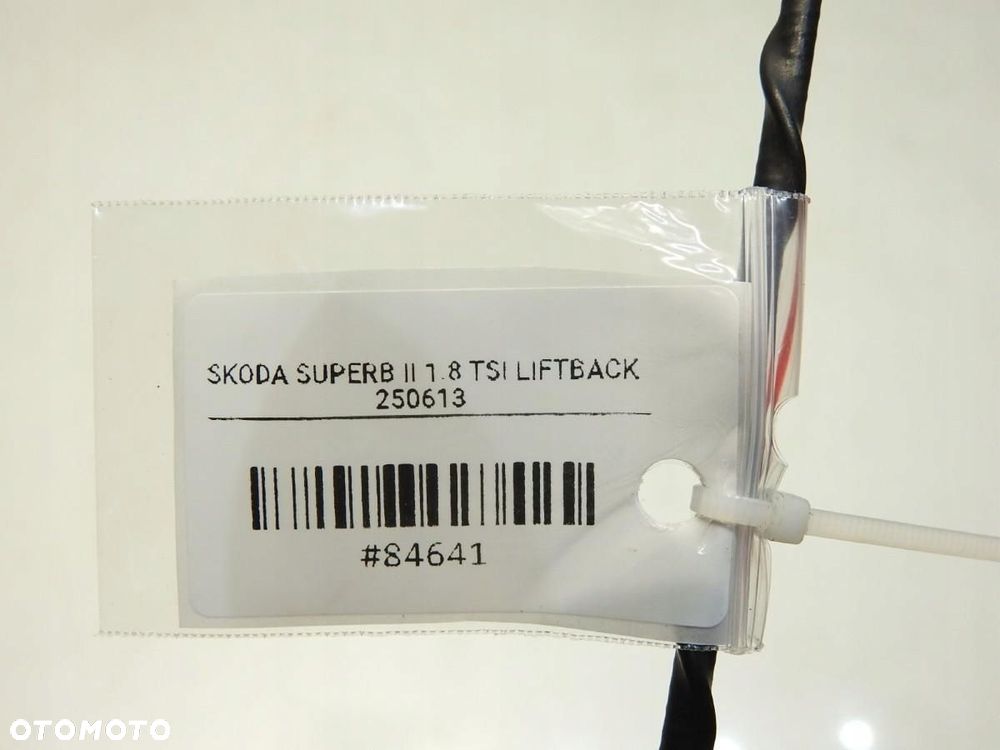 SKODA SUPERB II 1.8 TSI LIFTBACK
250613
#84641
OTOMOTO